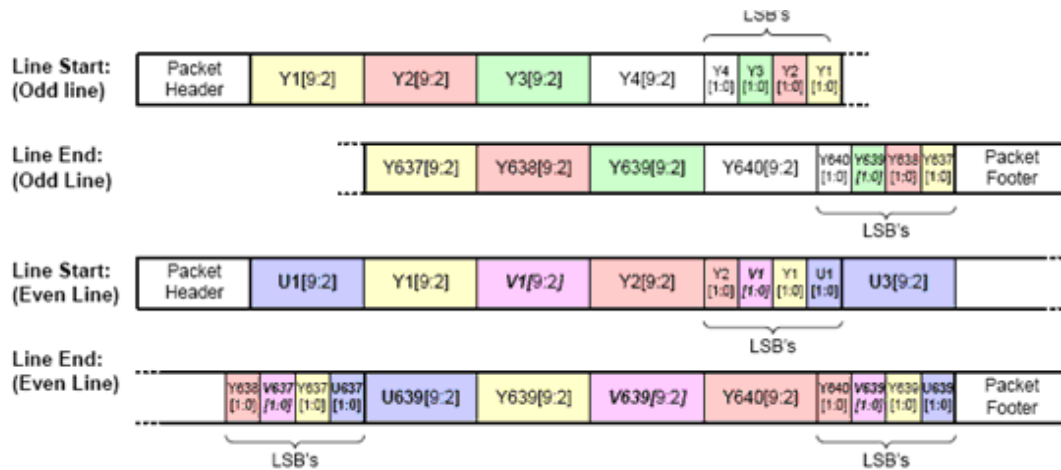 LSB's
Line Start:
(Odd line)
Packet
Header
Y1[9:2]
Y2[9:2]
Y3[9:2]
Y4[9:2]
Y4
[1:0]
Y3
[1:0]
Y2
[1:0]
Y1
[1:0]
Line End:
(Odd Line)
Y637[9:2]
Y638[9:2]
Y639[9:2]
Y640[9:2]
Y640
[1:0]
Y639
[1:0]
Y638
[1:0]
Y637
[1:0]
Packet
Footer
LSB's
Line Start:
(Even Line)
Packet
Header
U1[9:2]
Y1[9:2]
V1[9:2]
Y2[9:2]
Y2
[1:0]
V1
[1:0]
Y1
[1:0]
U1
[1:0]
U3[9:2]
LSB's
Line End:
(Even Line)
Y638
[1:0]
V637
[1:0]
Y637
[1:0]
U637
[1:0]
U639[9:2]
Y639[9:2]
V639[9:2]
Y640[9:2]
Y640
[1:0]
V639
[1:0]
Y639
[1:0]
U639
[1:0]
Packet
Footer
LSB's
LSB's